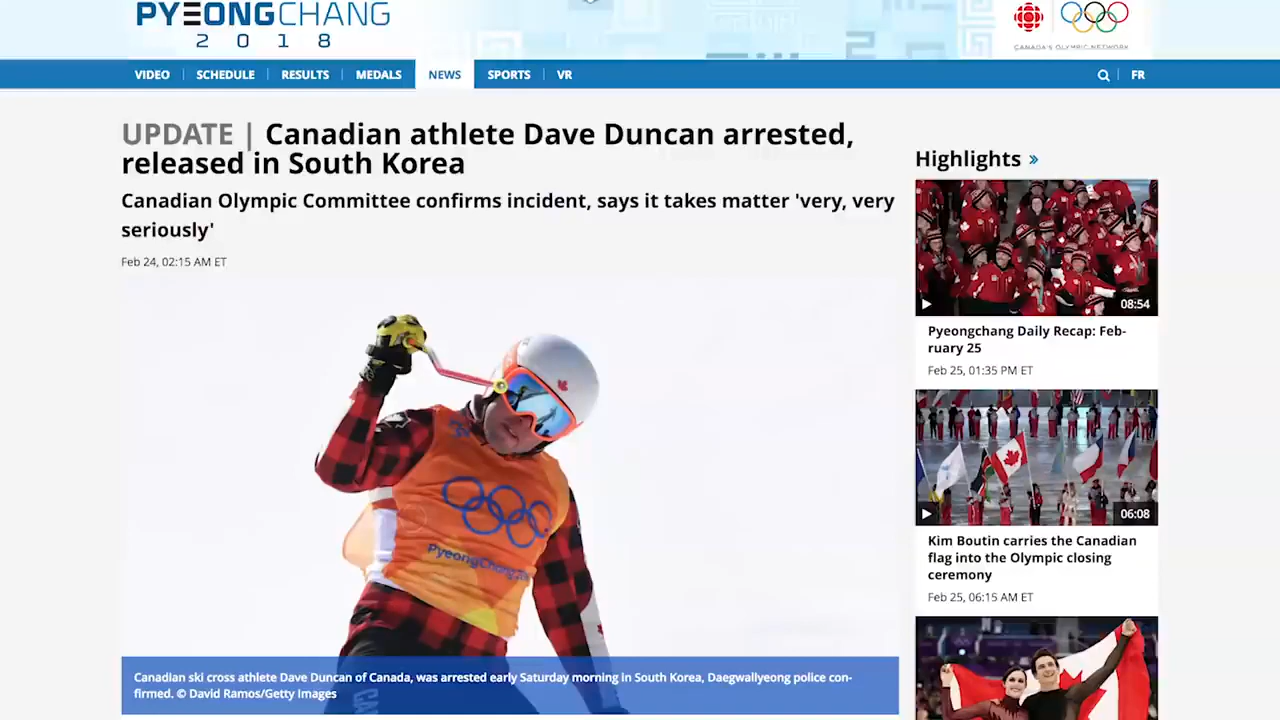 PYEONGCHANG
2 0 1 8
CANADA'S OLYMPIC NETWORK
VIDEO SCHEDULE RESULTS MEDALS NEWS SPORTS VR FR
UPDATE | Canadian athlete Dave Duncan arrested,
released in South Korea
Canadian Olympic Committee confirms incident, says it takes matter 'very, very
seriously'
Feb 24, 02:15 AM ET
PyeongChang
Canadian ski cross athlete Dave Duncan of Canada, was arrested early Saturday morning in South Korea, Daegwallyeong police con-
firmed. © David Ramos/Getty Images
Highlights »
08:54
Pyeongchang Daily Recap: Feb-
ruary 25
Feb 25, 01:35 PM ET
06:08
Kim Boutin carries the Canadian
flag into the Olympic closing
ceremony
Feb 25, 06:15 AM ET